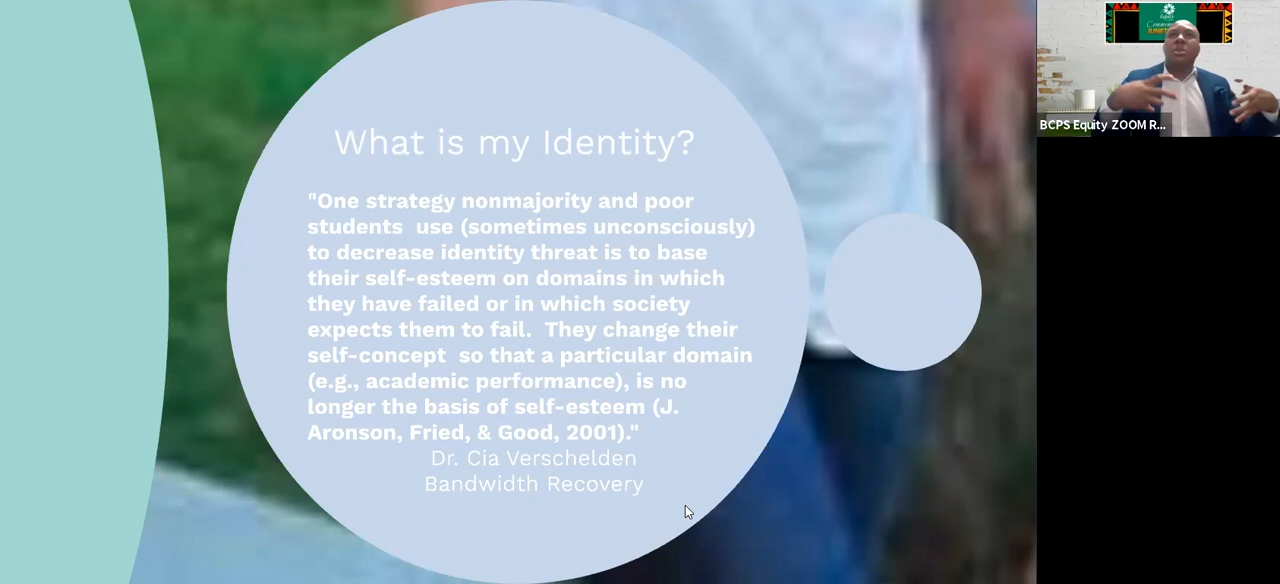 What is my Identity?
"One strategy nonmajority and poor
students  use (sometimes unconsciously)
to decrease identity threat is to base
their self-esteem on domains in which
they have failed or in which society
expects them to fail.  They change their
self-concept  so that a particular domain
(e.g., academic performance), is no
longer the basis of self-esteem (J.
Aronson, Fried, & Good, 2001)."
Dr. Cia Verschelden
Bandwidth Recovery
Equity
BCPS Equity ZOOM R...